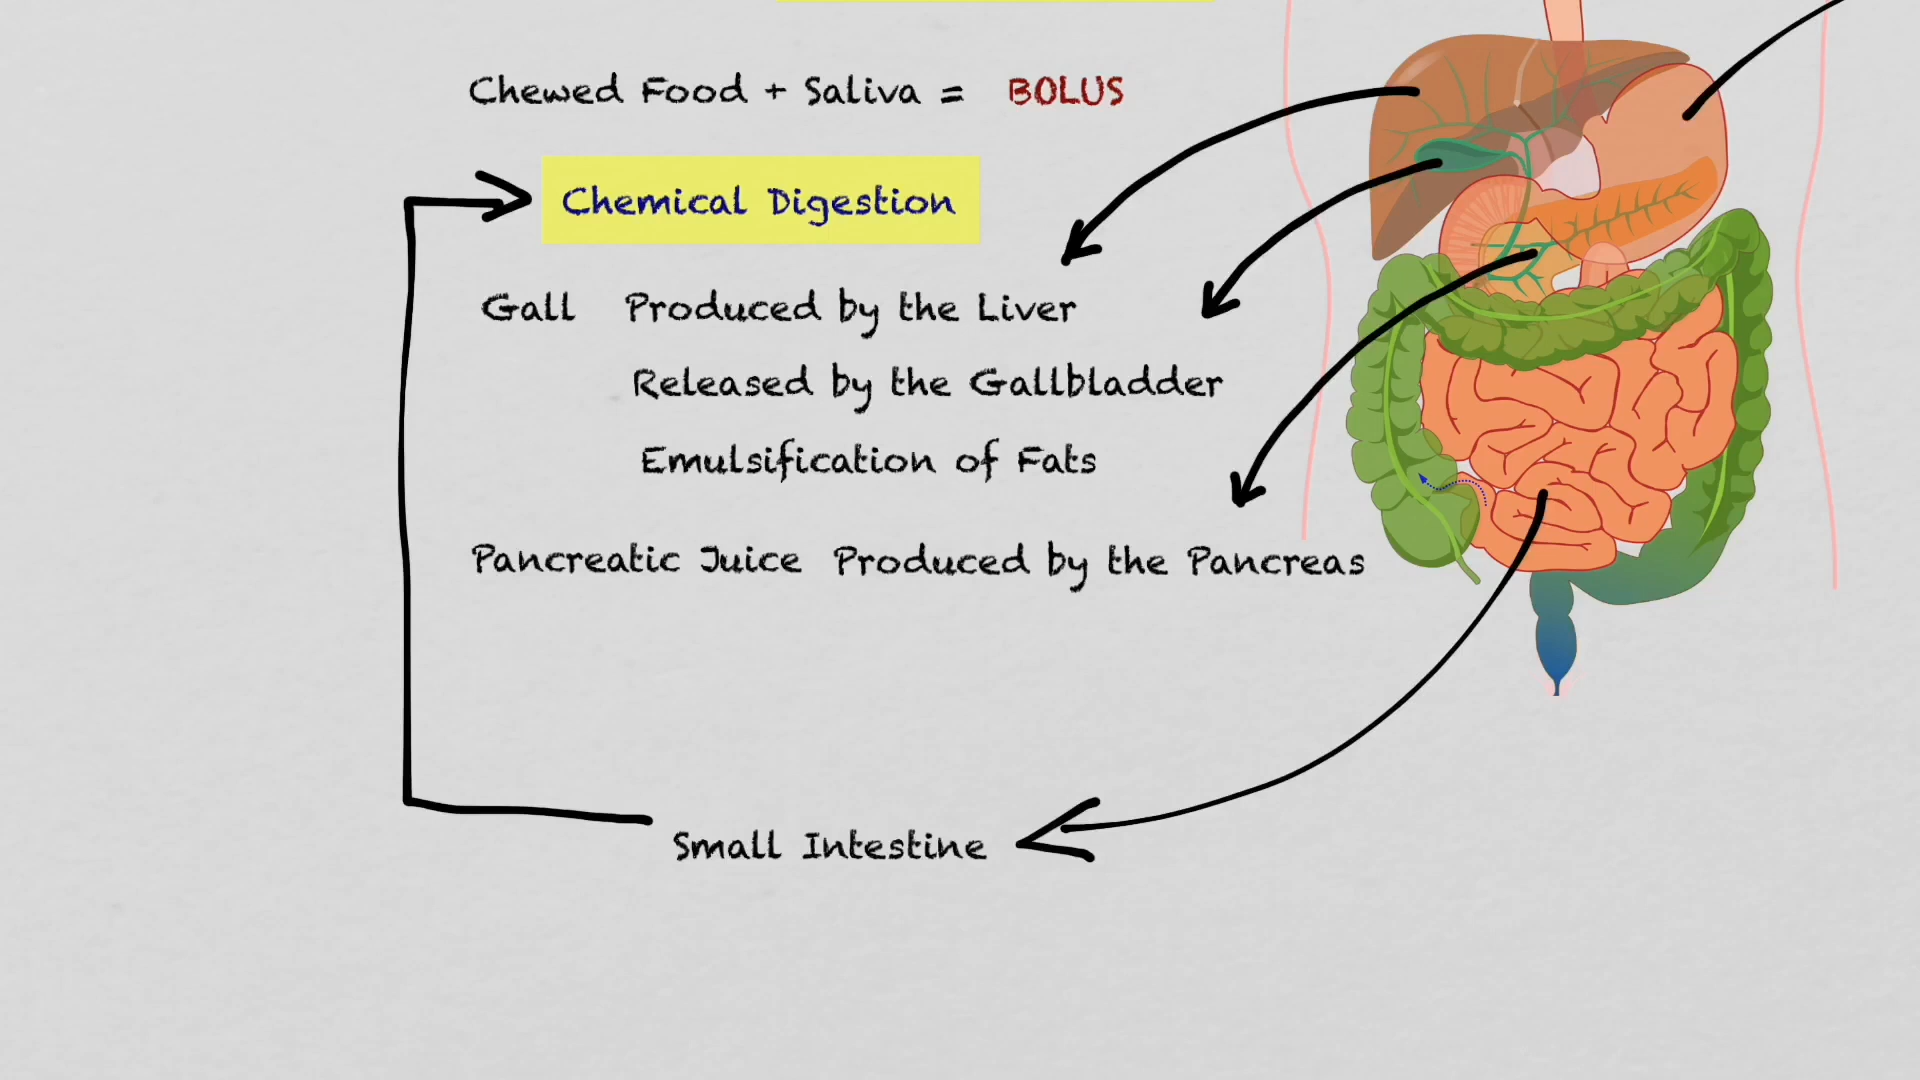 Chewed Food + Saliva = BOLUS
Chemical Digestion
Gall Produced by the Liver
Released by the Gallbladder
Emulsification of Fats
Pancreatic Juice Produced by the Pancreas
Small Intestine